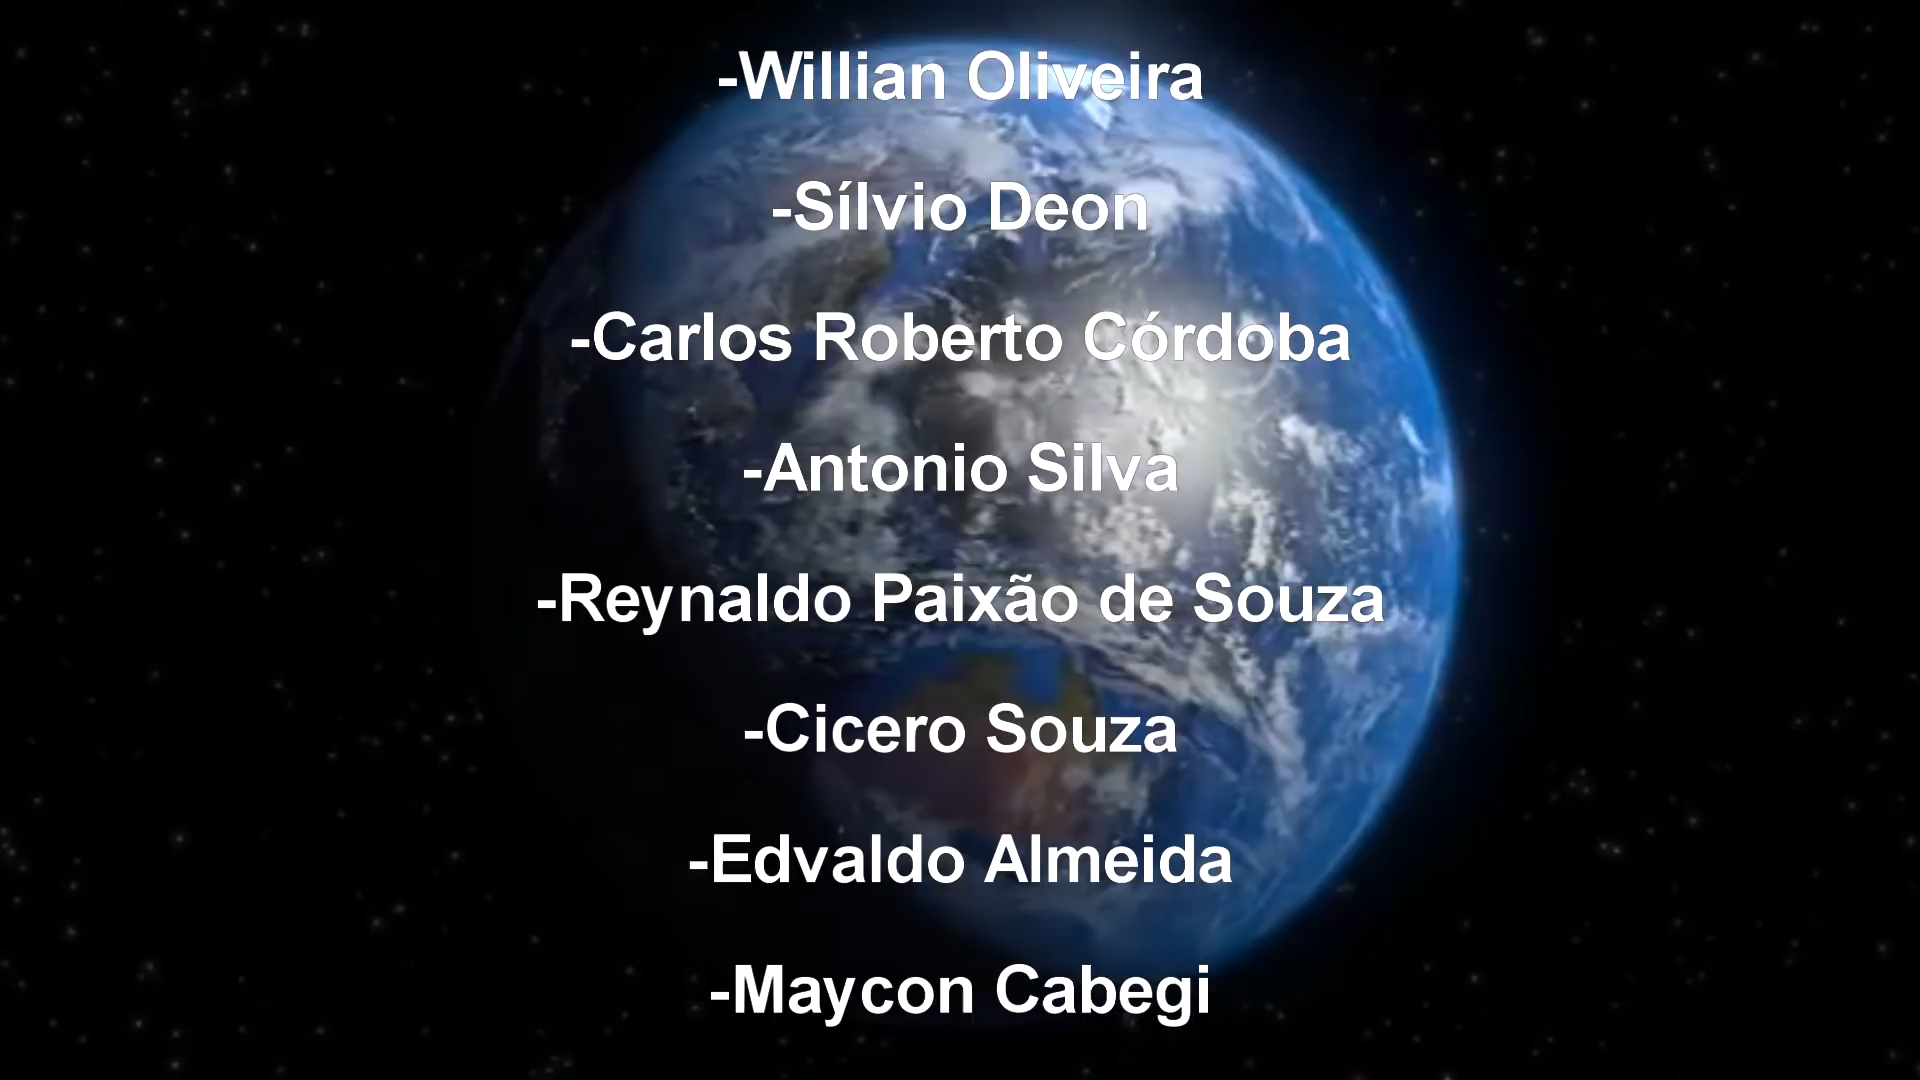 -Willian Oliveira
-Sílvio Deon
-Carlos Roberto Córdoba
-Antonio Silva
-Reynaldo Paixão de Souza
-Cicero Souza
-Edvaldo Almeida
-Maycon Cabegi